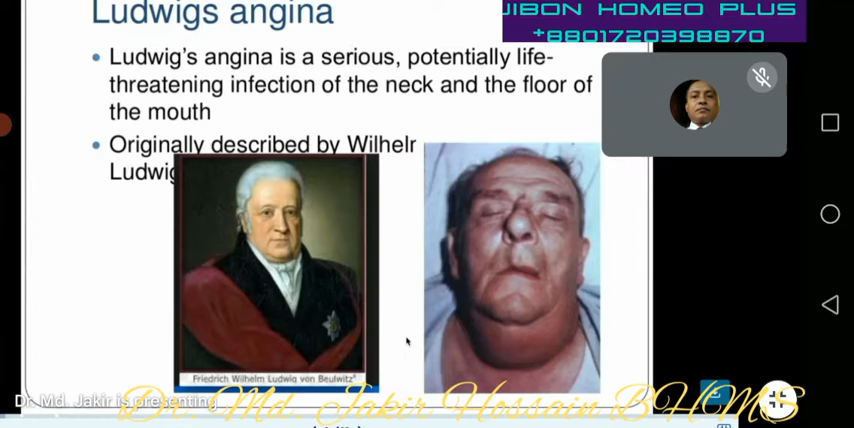 Ludwigs angina
JIBON HOMEO PLUS
+8801720398870
• Ludwig's angina is a serious, potentially life-
threatening infection of the neck and the floor of
the mouth
• Originally described by Wilhelr
Ludwig
Friedrich Wilhelm Ludwig von Beulwitz"
Dr. Md. Jakir is presenting
Dr. Md. Jakir Hossain BHMS